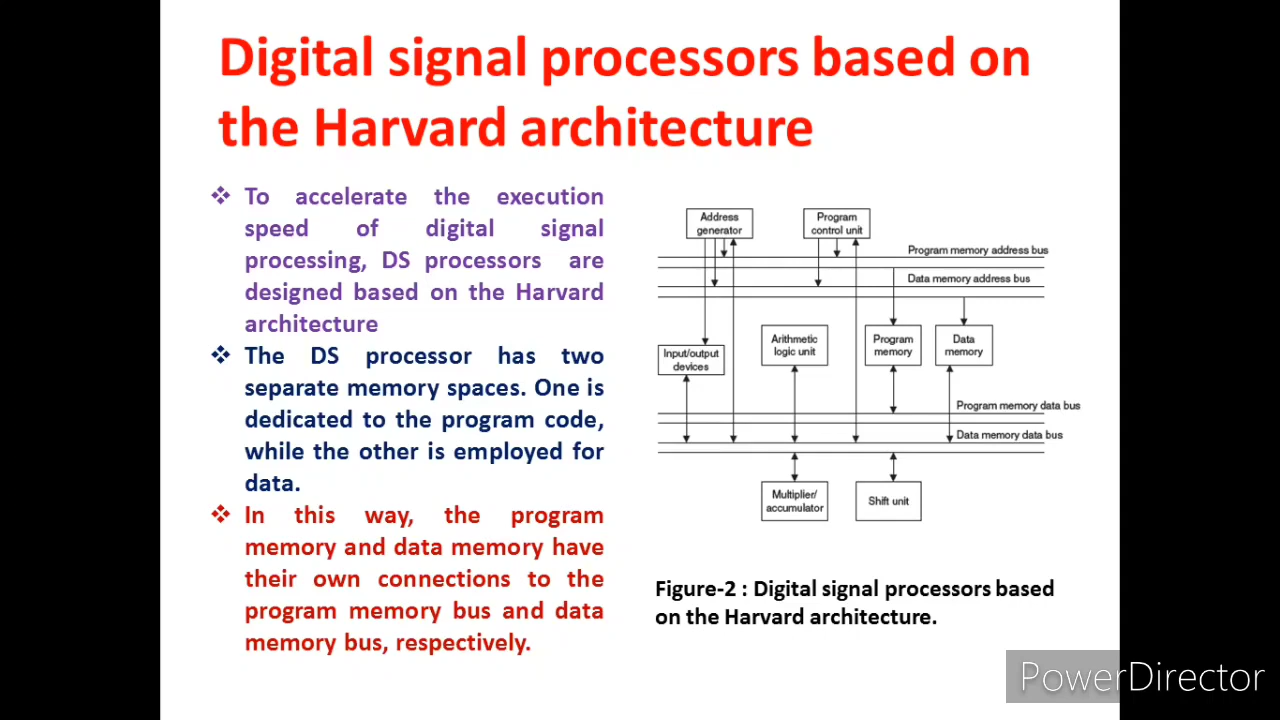 Digital signal processors based on
the Harvard architecture
❖ To accelerate the execution
speed of digital signal
processing, DS processors are
designed based on the Harvard
architecture
❖ The DS processor has two
separate memory spaces. One is
dedicated to the program code,
while the other is employed for
data.
❖ In this way, the program
memory and data memory have
their own connections to the
program memory bus and data
memory bus, respectively.
Address
generator
Program
control unit
Program memory address bus
Data memory address bus
Input/output
devices
Arithmetic
logic unit
Program
memory
Data
memory
Program memory data bus
Data memory data bus
Multiplier/
accumulator
Shift unit
Figure-2 : Digital signal processors based
on the Harvard architecture.
PowerDirector